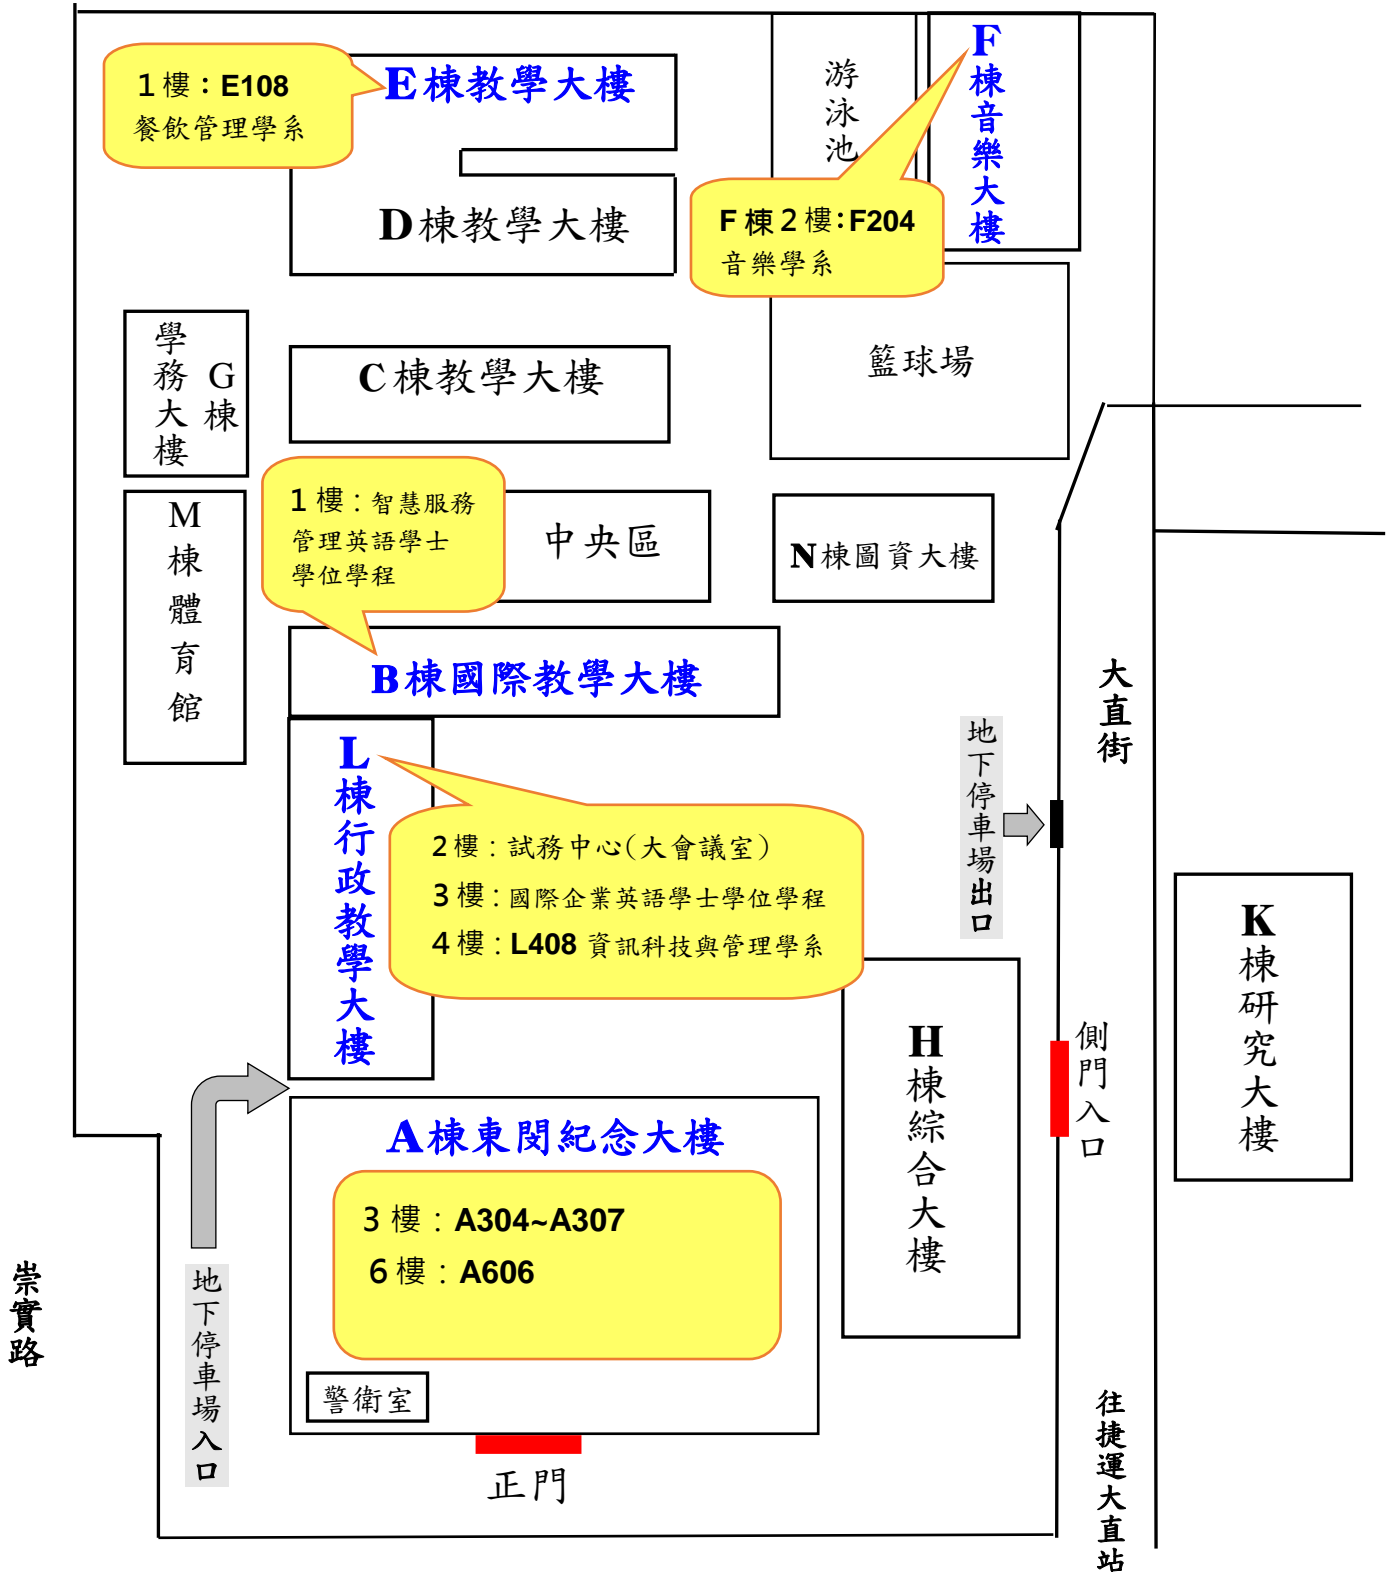 1樓：E108
餐飲管理學系
E棟教學大樓
游泳池
F棟音樂大樓
D棟教學大樓
F棟2樓:F204
音樂學系
學務大樓
G棟
C棟教學大樓
籃球場
1樓：智慧服務
管理英語學士
學位學程
中央區
N棟圖資大樓
M棟體育館
B棟國際教學大樓
大直街
L棟行政教學大樓
地下停車場出口
2樓：試務中心(大會議室)
3樓：國際企業英語學士學位學程
4樓：L408 資訊科技與管理學系
K棟研究大樓
H棟綜合大樓
側門入口
A棟東閔紀念大樓
3樓：A304~A307
6樓：A606
崇實路
地下停車場入口
警衛室
正門
往捷運大直站